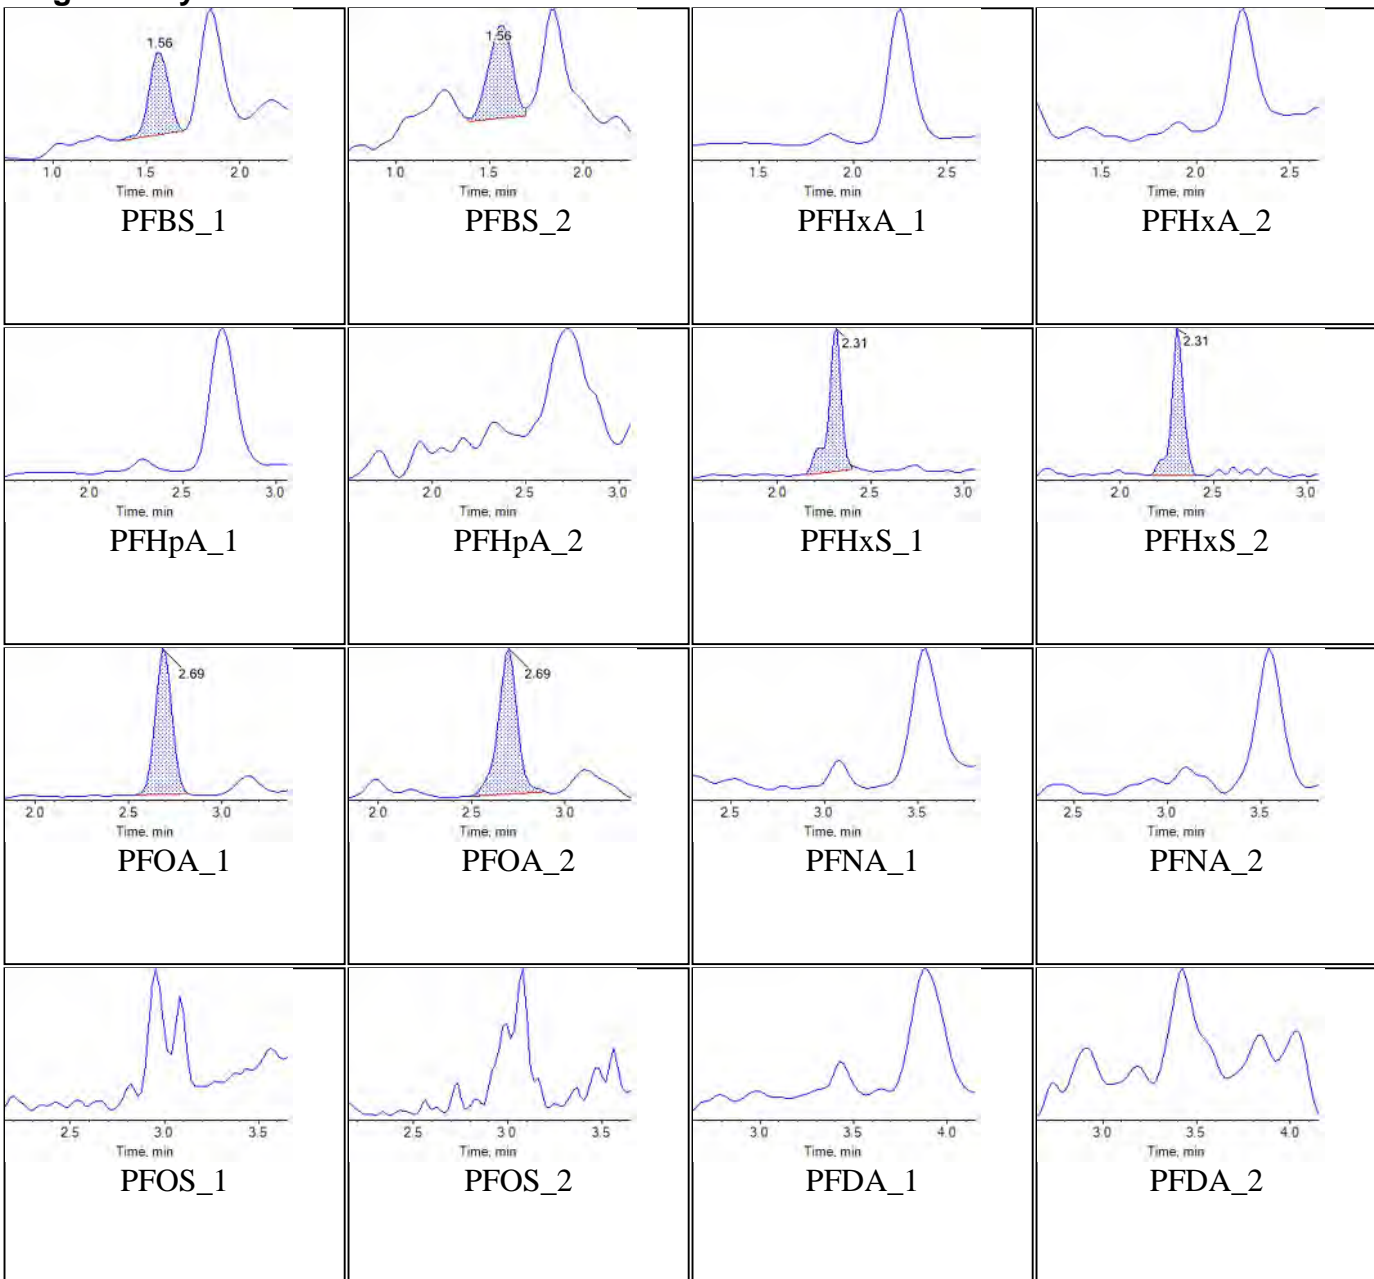 1.56 1.56
1.0 1.5 2.0 1.0 1.5 2.0 1.5 2.0 2.5 1.5 2.0 2.5
Time, min Time, min Time, min Time, min
PFBS_1 PFBS_2 PFHxA_1 PFHxA_2
2.31 2.31
2.0 2.5 3.0 2.0 2.5 3.0 2.0 2.5 3.0 2.0 2.5 3.0
Time, min Time, min Time, min Time, min
PFHpA_1 PFHpA_2 PFHxS_1 PFHxS_2
2.69 2.69
2.0 2.5 3.0 2.0 2.5 3.0 2.5 3.0 3.5 2.5 3.0 3.5
Time, min Time, min Time, min Time, min
PFOA_1 PFOA_2 PFNA_1 PFNA_2
2.5 3.0 3.5 2.5 3.0 3.5 3.0 3.5 4.0 3.0 3.5 4.0
Time, min Time, min Time, min Time, min
PFOS_1 PFOS_2 PFDA_1 PFDA_2